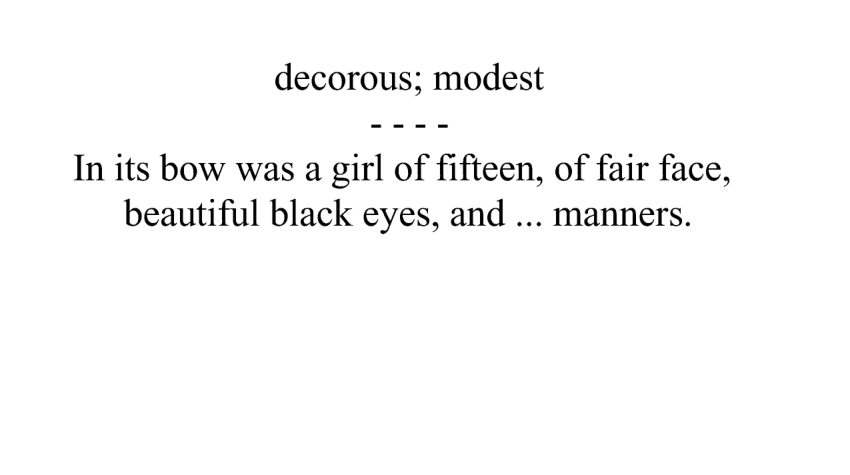 decorous; modest
- - - -
In its bow was a girl of fifteen, of fair face,
beautiful black eyes, and ... manners.